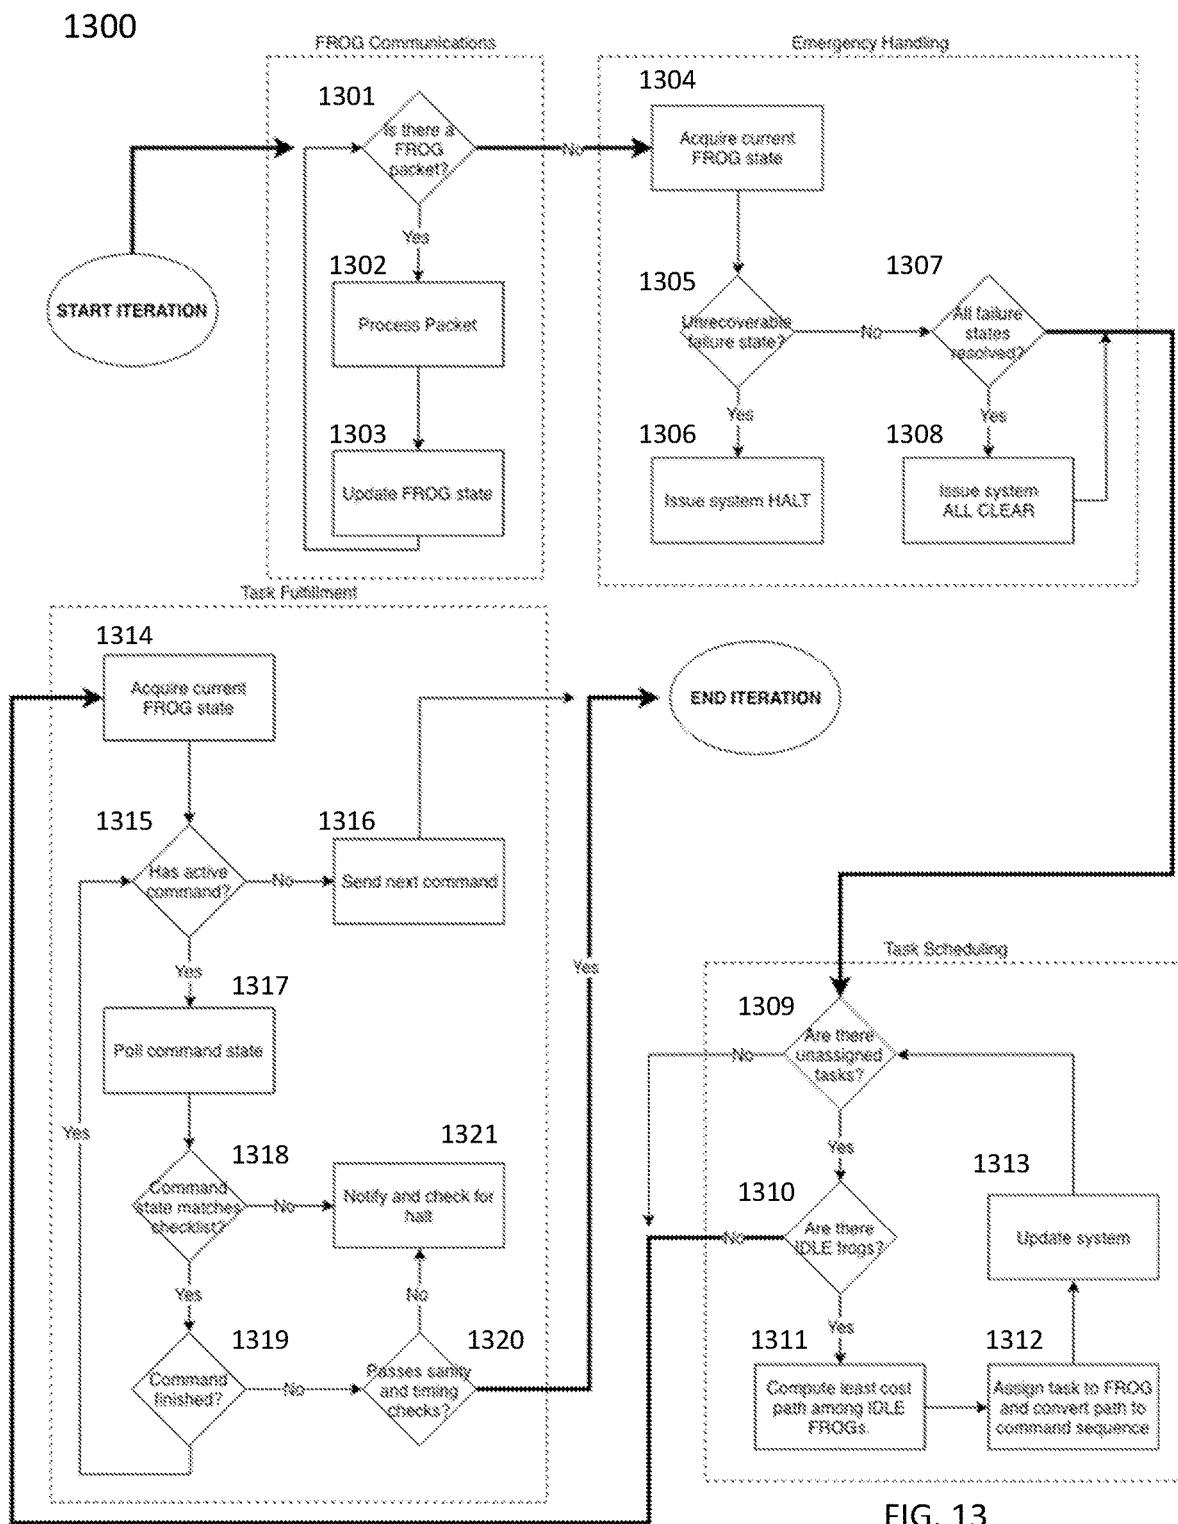 1300
FROG Communications
Emergency Handling
1301
Is there a
FROG
packet?
No
Yes
1302
Process Packet
1303
Update FROG state
START ITERATION
1304
Acquire current
FROG state
1305
Unrecoverable
failure state?
No
Yes
1306
Issue system HALT
1307
All failure
states
resolved?
Yes
1308
Issue system
ALL CLEAR
Task Fulfillment
1314
Acquire current
FROG state
END ITERATION
1315
Has active
command?
No
1316
Send next command
Yes
1317
Poll command state
Yes
1318
Command
state matches
checklist?
No
1321
Notify and check for
halt
Yes
No
1319
Command
finished?
No
1320
Passes sanity
and timing
checks?
Yes
Task Scheduling
1309
Are there
unassigned
tasks?
No
Yes
1310
Are there
IDLE frogs?
No
Yes
1313
Update system
1311
Compute least cost
path among IDLE
FROGs.
1312
Assign task to FROG
and convert path to
command sequence
FIG. 13